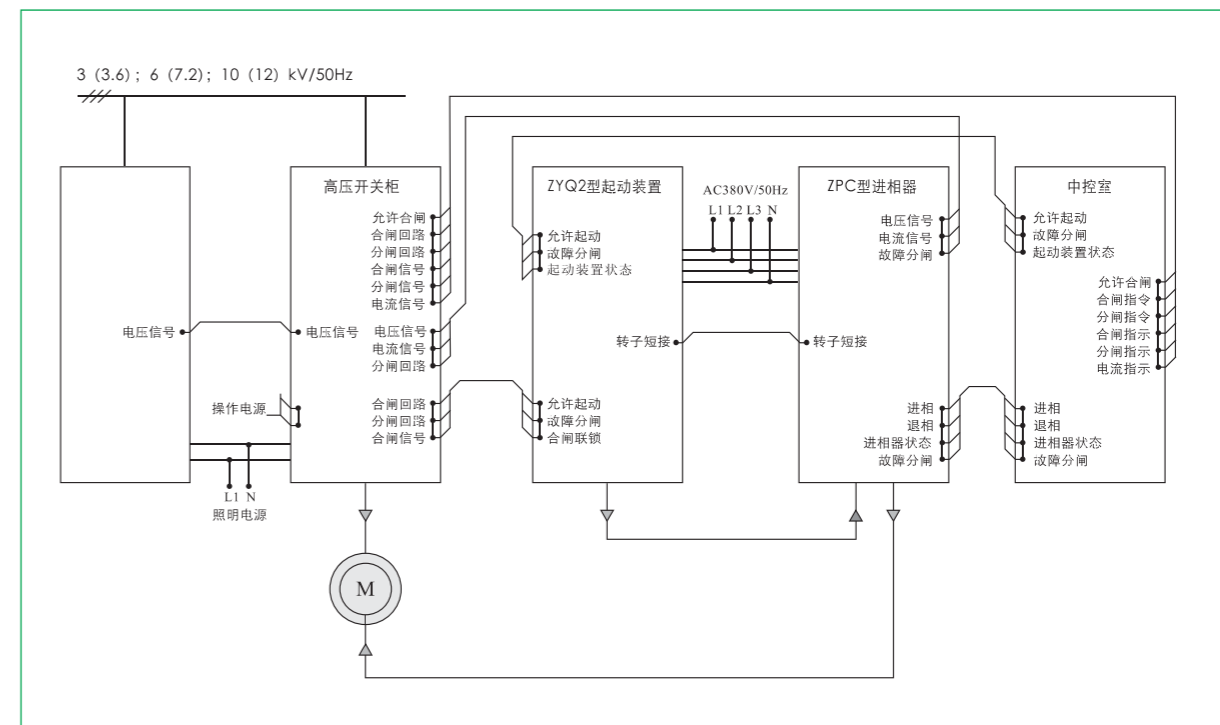 3 (3.6); 6 (7.2); 10 (12) kV/50Hz
电压信号
操作电源
L1 N
照明电源
高压开关柜
允许合闸
合闸回路
分闸回路
合闸信号
分闸信号
电流信号
电压信号
电压信号
电流信号
分闸回路
合闸回路
分闸回路
合闸信号
M
ZYQ2型起动装置
允许起动
故障分闸
起动装置状态
转子短接
允许起动
故障分闸
合闸联锁
AC380V/50Hz
L1 L2 L3 N
ZPC型进相器
电压信号
电流信号
故障分闸
转子短接
进相
退相
进相器状态
故障分闸
中控室
允许起动
故障分闸
起动装置状态
允许合闸
合闸指令
分闸指令
合闸指示
分闸指示
电流指示
进相
退相
进相器状态
故障分闸